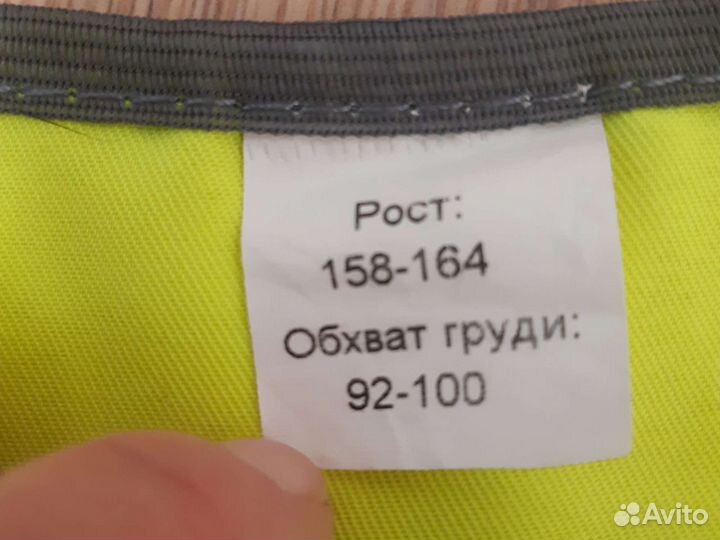 Рост:
158-164
Обхват груди:
92-100
Avito